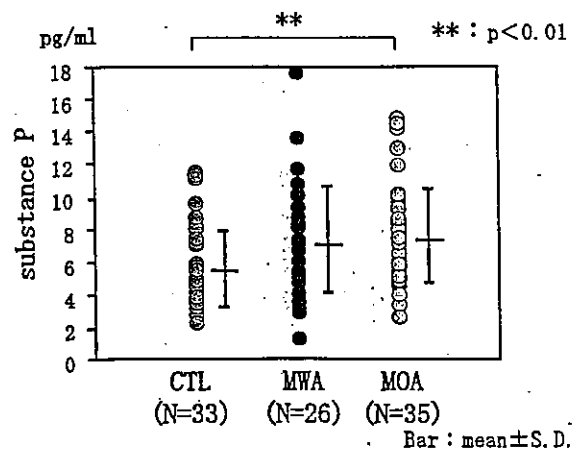 **
pg/ml
** : p<0.01
substance P
18
16
14
12
10
8
6
4
2
0
CTL MWA MOA
(N=33) (N=26) (N=35)
Bar : mean±S.D.